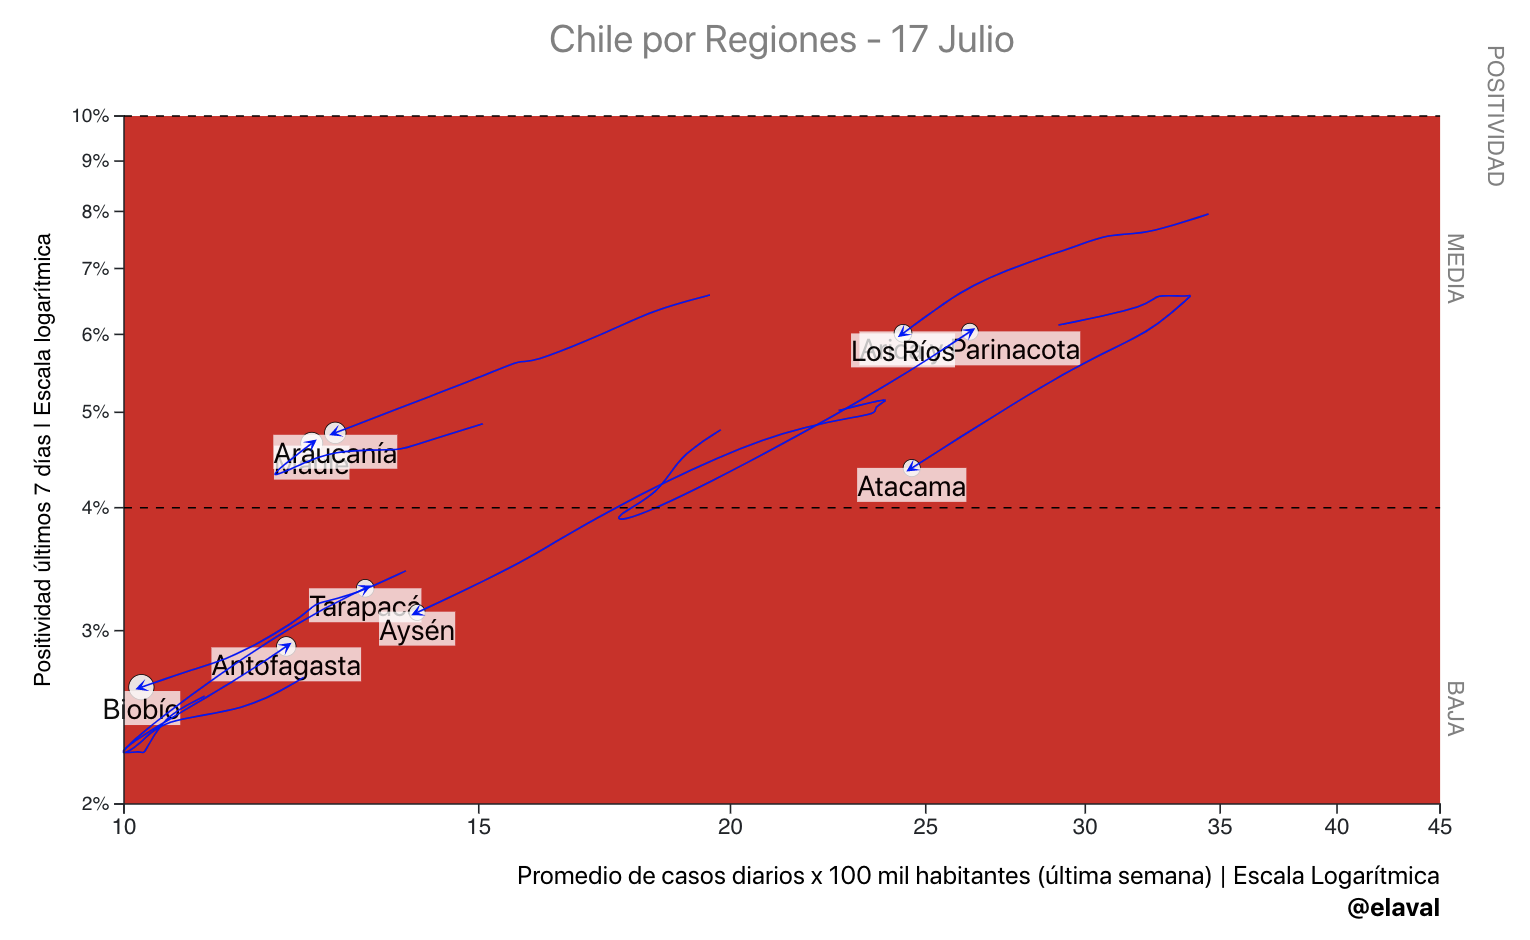 Chile por Regiones - 17 Julio
POSITIVIDAD
MEDIA
BAJA
Positividad últimos 7 días | Escala logarítmica
10%
9%
8%
7%
6%
5%
4%
3%
2%
Los Ríos
Parinacota
Araucanía
Maule
Atacama
Tarapacá
Aysén
Antofagasta
Biobío
10
15
20
25
30
35
40
45
Promedio de casos diarios x 100 mil habitantes (última semana) | Escala Logarítmica
@elaval